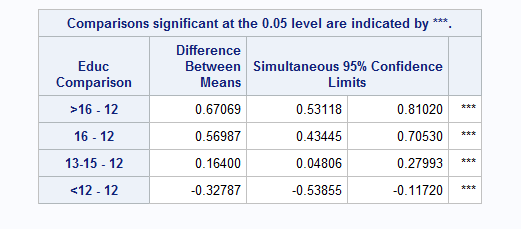 Comparisons significant at the 0.05 level are indicated by ***.
Educ Comparison Difference Between Means Simultaneous 95% Confidence Limits
>16 - 12 0.67069 0.53118 0.81020 ***
16 - 12 0.56987 0.43445 0.70530 ***
13-15 - 12 0.16400 0.04806 0.27993 ***
<12 - 12 -0.32787 -0.53855 -0.11720 ***